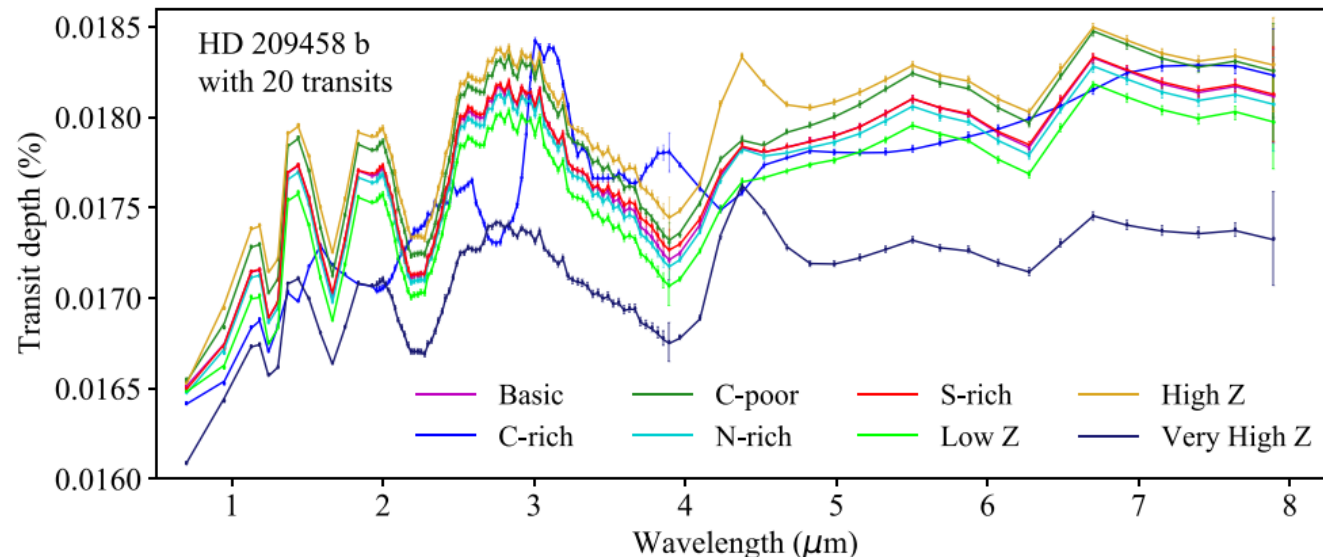 HD 209458 b
with 20 transits
Transit depth (%)
0.0185
0.0180
0.0175
0.0170
0.0165
0.0160
Basic
C-poor
S-rich
High Z
C-rich
N-rich
Low Z
Very High Z
1 2 3 4 5 6 7 8
Wavelength (μm)